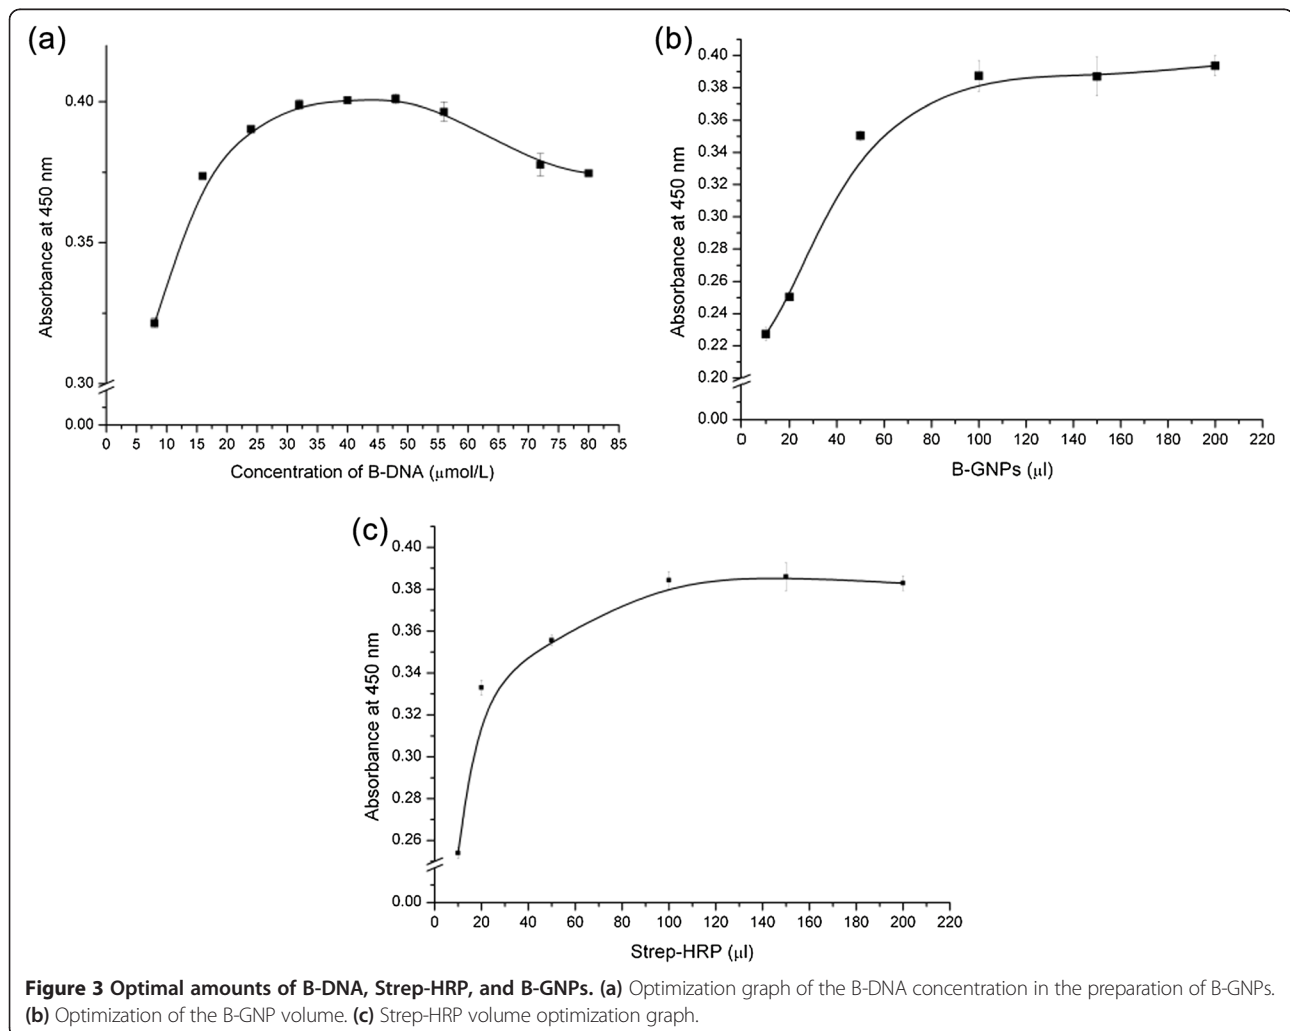 (a)
0.40
0.35
0.30
0.00
Absorbance at 450 nm
0 5 10 15 20 25 30 35 40 45 50 55 60 65 70 75 80 85
Concentration of B-DNA (μmol/L)
(b)
0.40
0.38
0.36
0.34
0.32
0.30
0.28
0.26
0.24
0.22
0.20
0.00
Absorbance at 450 nm
0 20 40 60 80 100 120 140 160 180 200 220
B-GNPs (μl)
(c)
0.40
0.38
0.36
0.34
0.32
0.30
0.28
0.26
0.00
Absorbance at 450 nm
0 20 40 60 80 100 120 140 160 180 200 220
Strep-HRP (μl)
Figure 3 Optimal amounts of B-DNA, Strep-HRP, and B-GNPs. (a) Optimization graph of the B-DNA concentration in the preparation of B-GNPs.
(b) Optimization of the B-GNP volume. (c) Strep-HRP volume optimization graph.